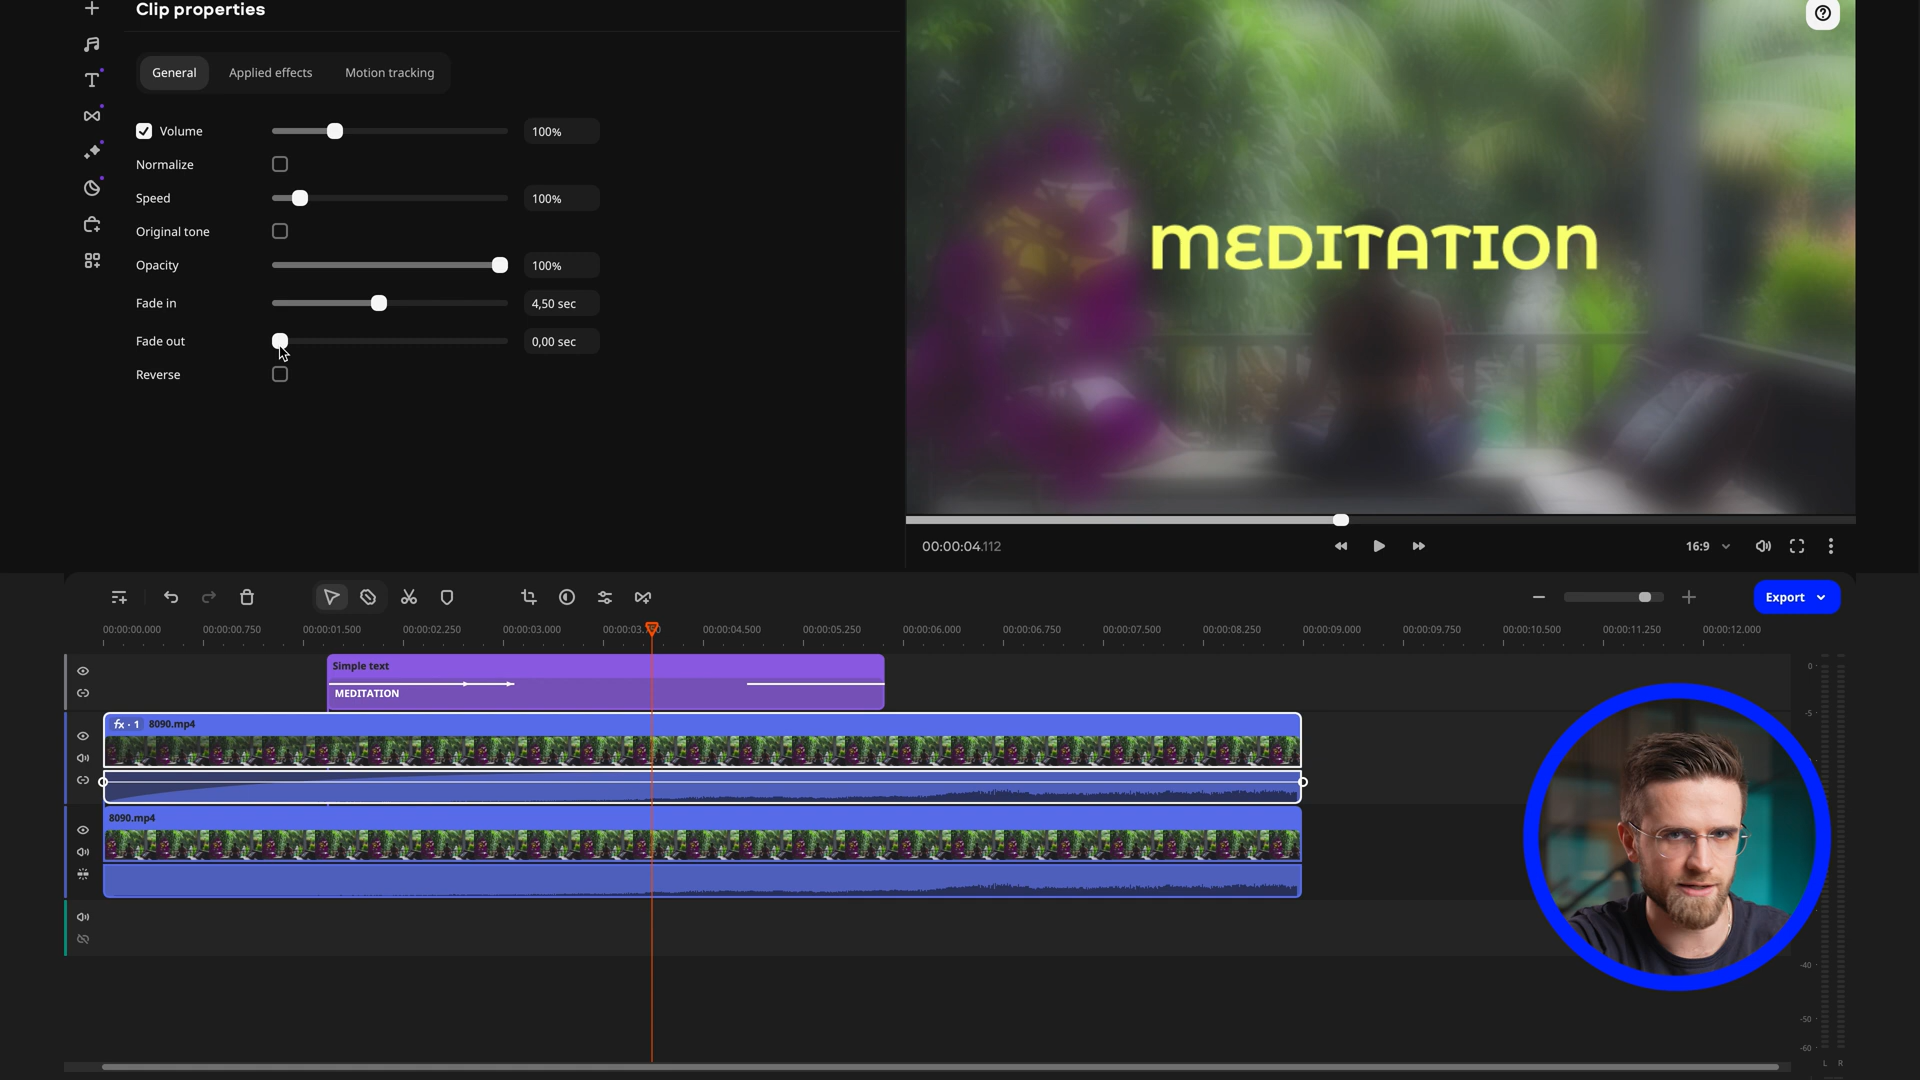 Clip properties
General
Applied effects
Motion tracking
Volume
100%
Normalize
Speed
100%
Original tone
Opacity
100%
Fade in
4,50 sec
Fade out
0,00 sec
Reverse
MEDITATION
00:00:04.112
16:9
Export
00:00:00.000 00:00:00.750 00:00:01.500 00:00:02.250 00:00:03.000 00:00:04.500 00:00:05.250 00:00:06.000 00:00:06.750 00:00:07.500 00:00:08.250 00:00:09.000 00:00:09.750 00:00:10.500 00:00:11.250 00:00:12.000
Simple text
MEDITATION
fx · 1 8090.mp4
8090.mp4
0
-5
-40
-50
-60
L R